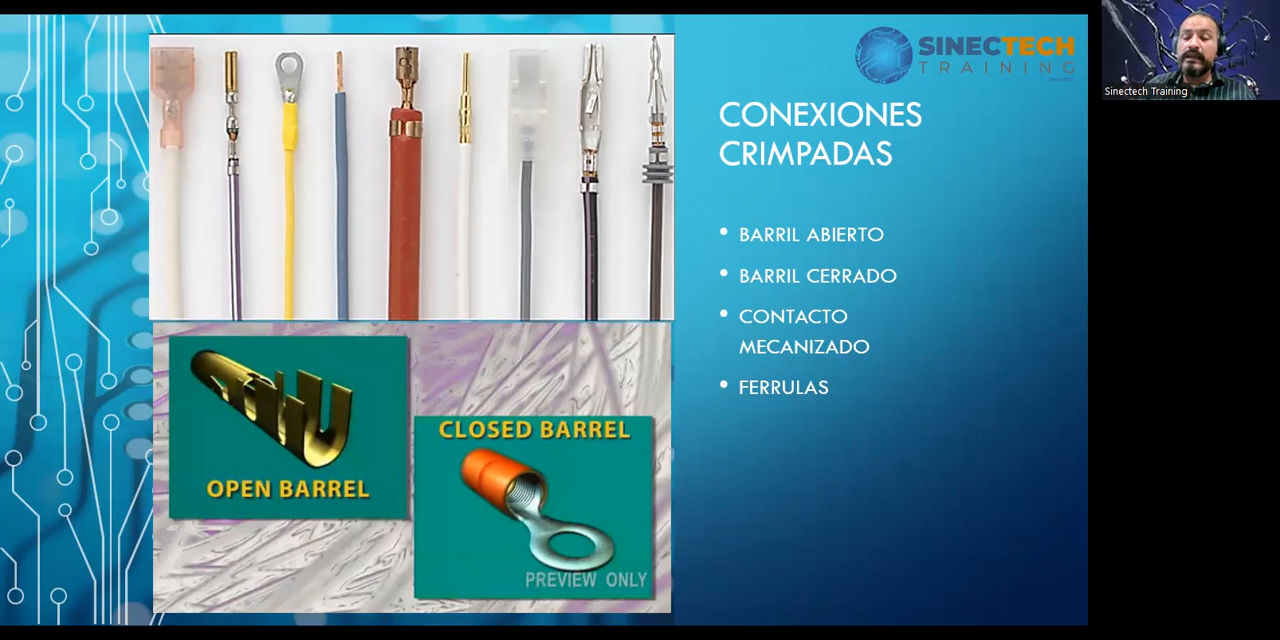 SINECTECH
TRAINING
CONEXIONES
CRIMPADAS
• BARRIL ABIERTO
• BARRIL CERRADO
• CONTACTO
MECANIZADO
• FERRULAS
OPEN BARREL
CLOSED BARREL
PREVIEW ONLY
Sinectech Training